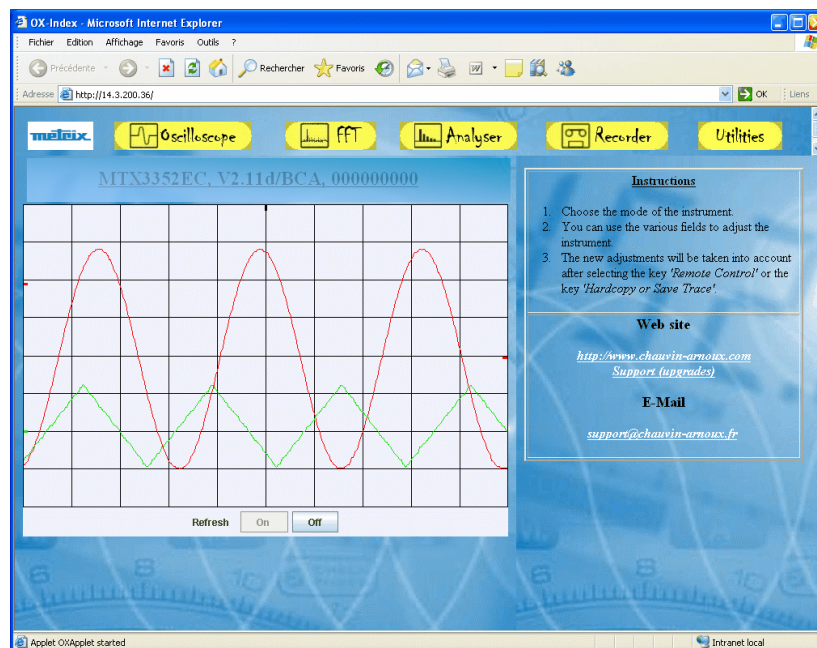 OX-Index - Microsoft Internet Explorer
Fichier Edition Affichage Favoris Outils ?
Précédente Rechercher Favoris
Adresse http://14.3.200.36/ OK Liens
metrix Oscilloscope FFT Analyser Recorder Utilities
MTX3352EC, V2.11d/BCA, 000000000
Refresh On Off
Instructions
1. Choose the mode of the instrument.
2. You can use the various fields to adjust the
instrument.
3. The new adjustments will be taken into account
after selecting the key 'Remote Control' or the
key 'Hardcopy or Save Trace'.
Web site
http://www.chauvin-arnoux.com
Support (upgrades)
E-Mail
support@chauvin-arnoux.fr
Applet OXApplet started Intranet local